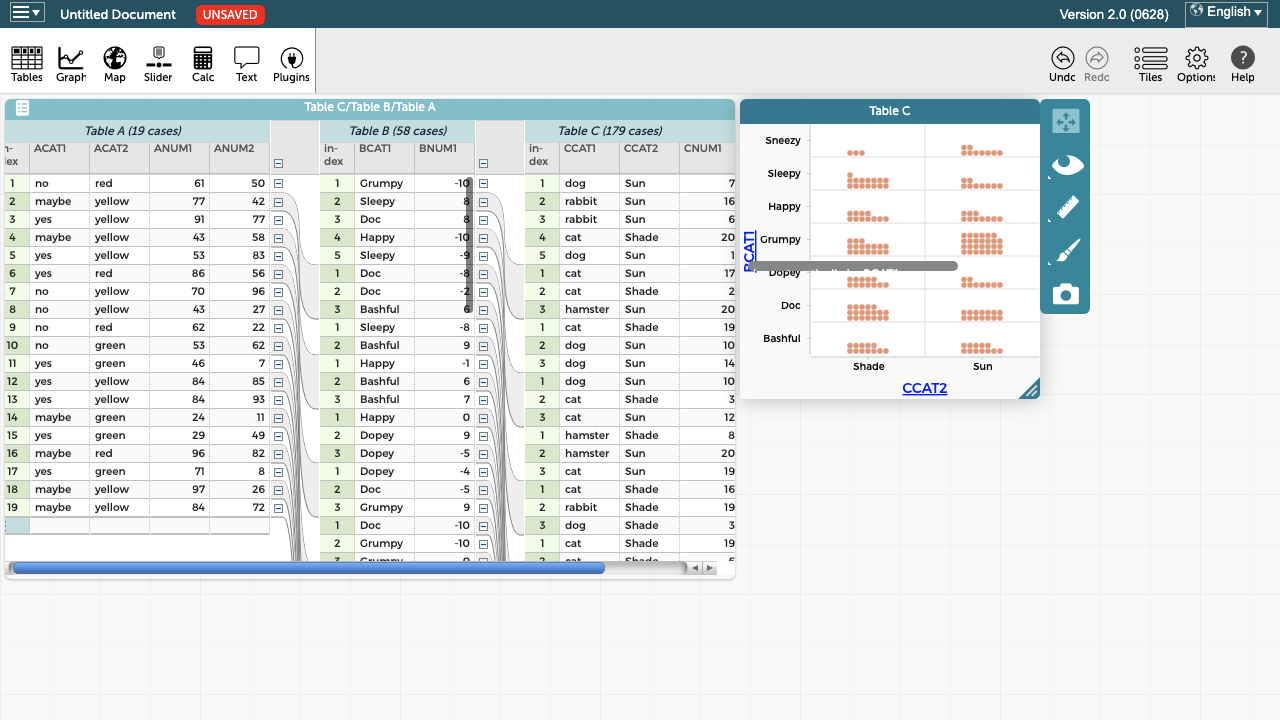 Untitled Document UNSAVED Version 2.0 (0628) English
Tables Graph Map Slider Calc Text Plugins Undo Redo Tiles Options Help
Table C/Table B/Table A
Table A (19 cases) Table B (58 cases) Table C (179 cases)
ACAT1 ACAT2 ANUM1 ANUM2 in-dex BCAT1 BNUM1 in-dex CCAT1 CCAT2 CNUM1
1 no red 61 50 1 Grumpy -10 1 dog Sun 7
2 maybe yellow 77 42 2 Sleepy 8 2 rabbit Sun 16
3 yes yellow 91 77 3 Doc 8 3 rabbit Sun 6
4 maybe yellow 43 58 4 Happy -10 4 cat Shade 20
5 yes yellow 53 83 5 Sleepy -9 5 dog Sun 1
6 yes red 86 56 1 Doc -8 1 cat Sun 17
7 no yellow 70 96 2 Doc -2 2 cat Shade 2
8 no yellow 43 27 3 Bashful 6 3 hamster Sun 20
9 no red 62 22 1 Sleepy -8 1 cat Shade 19
10 no green 53 62 2 Bashful 9 2 dog Sun 10
11 yes green 46 7 1 Happy -1 3 dog Sun 14
12 yes yellow 84 85 2 Bashful 6 1 dog Sun 10
13 yes yellow 84 93 3 Bashful 7 2 cat Shade 3
14 maybe green 24 11 1 Happy 0 3 cat Sun 12
15 yes green 29 49 2 Dopey 9 1 hamster Shade 8
16 maybe red 96 82 3 Dopey -5 2 hamster Sun 20
17 yes green 71 8 1 Dopey -4 3 cat Sun 19
18 maybe yellow 97 26 2 Doc -5 1 cat Shade 16
19 maybe yellow 84 72 3 Grumpy 9 2 rabbit Shade 19
1 Doc -10 3 dog Shade 3
2 Grumpy -10 1 cat Shade 19
3 Grumpy 0 2 cat Shade 6
Table C
Sneezy
Sleepy
Happy
Grumpy
Dopey
Doc
Bashful
BCAT1
Shade Sun
CCAT2